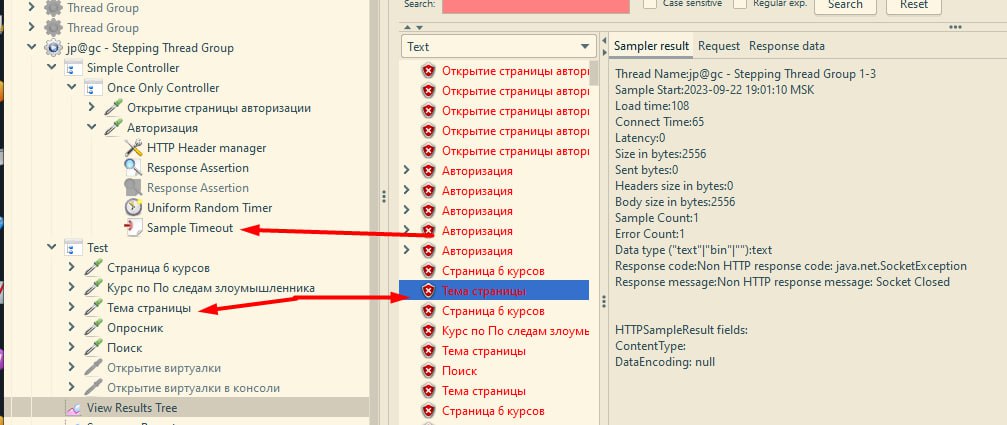 Thread Group
Thread Group
jp@gc - Stepping Thread Group
Simple Controller
Once Only Controller
Открытие страницы авторизации
Авторизация
HTTP Header manager
Response Assertion
Response Assertion
Uniform Random Timer
Sample Timeout
Test
Страница 6 курсов
Курс по По следам злоумышленника
Тема страницы
Опросник
Поиск
Открытие виртуалки
Открытие виртуалки в консоли
View Results Tree
Search:
Case sensitive
Regular exp.
Search
Reset
Text
Открытие страницы автори
Открытие страницы автори
Открытие страницы автори
Открытие страницы автори
Открытие страницы автори
Авторизация
Авторизация
Авторизация
Авторизация
Авторизация
Страница 6 курсов
Тема страницы
Страница 6 курсов
Курс по По следам злоумы
Тема страницы
Поиск
Тема страницы
Страница 6 курсов
Sampler result
Request
Response data
Thread Name:jp@gc - Stepping Thread Group 1-3
Sample Start:2023-09-22 19:01:10 MSK
Load time:108
Connect Time:65
Latency:0
Size in bytes:2556
Sent bytes:0
Headers size in bytes:0
Body size in bytes:2556
Sample Count:1
Error Count:1
Data type ("text"|"bin"|""):text
Response code:Non HTTP response code: java.net.SocketException
Response message:Non HTTP response message: Socket Closed
HTTPSampleResult fields:
ContentType:
DataEncoding: null